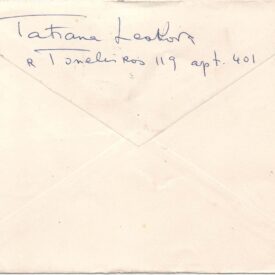 Tatiana Leskova
R Toneleiros 119 apt. 401